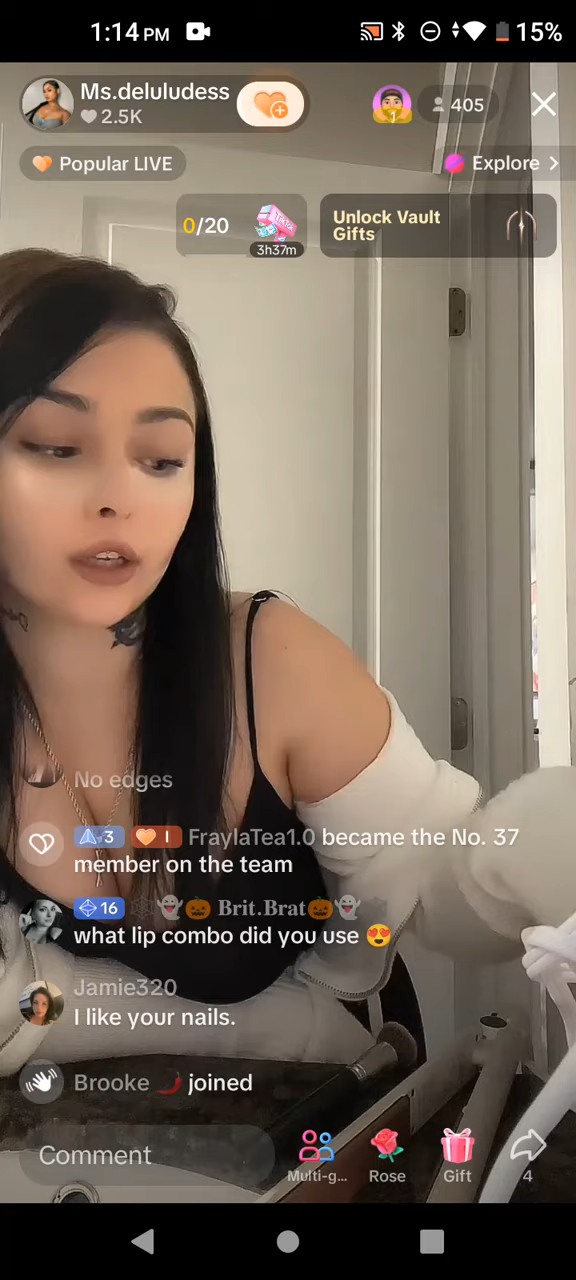 1:14 PM
15%
Ms.deluludess
2.5K
1
405
Popular LIVE
Explore >
0/20
TikTok
3h37m
Unlock Vault
Gifts
No edges
3 I FraylaTea1.0 became the No. 37
member on the team
16 🕸️👻🎃 Brit.Brat🎃👻
what lip combo did you use 😍
Jamie320
I like your nails.
Brooke 🌶️ joined
Comment
Multi-g...
Rose
Gift
4